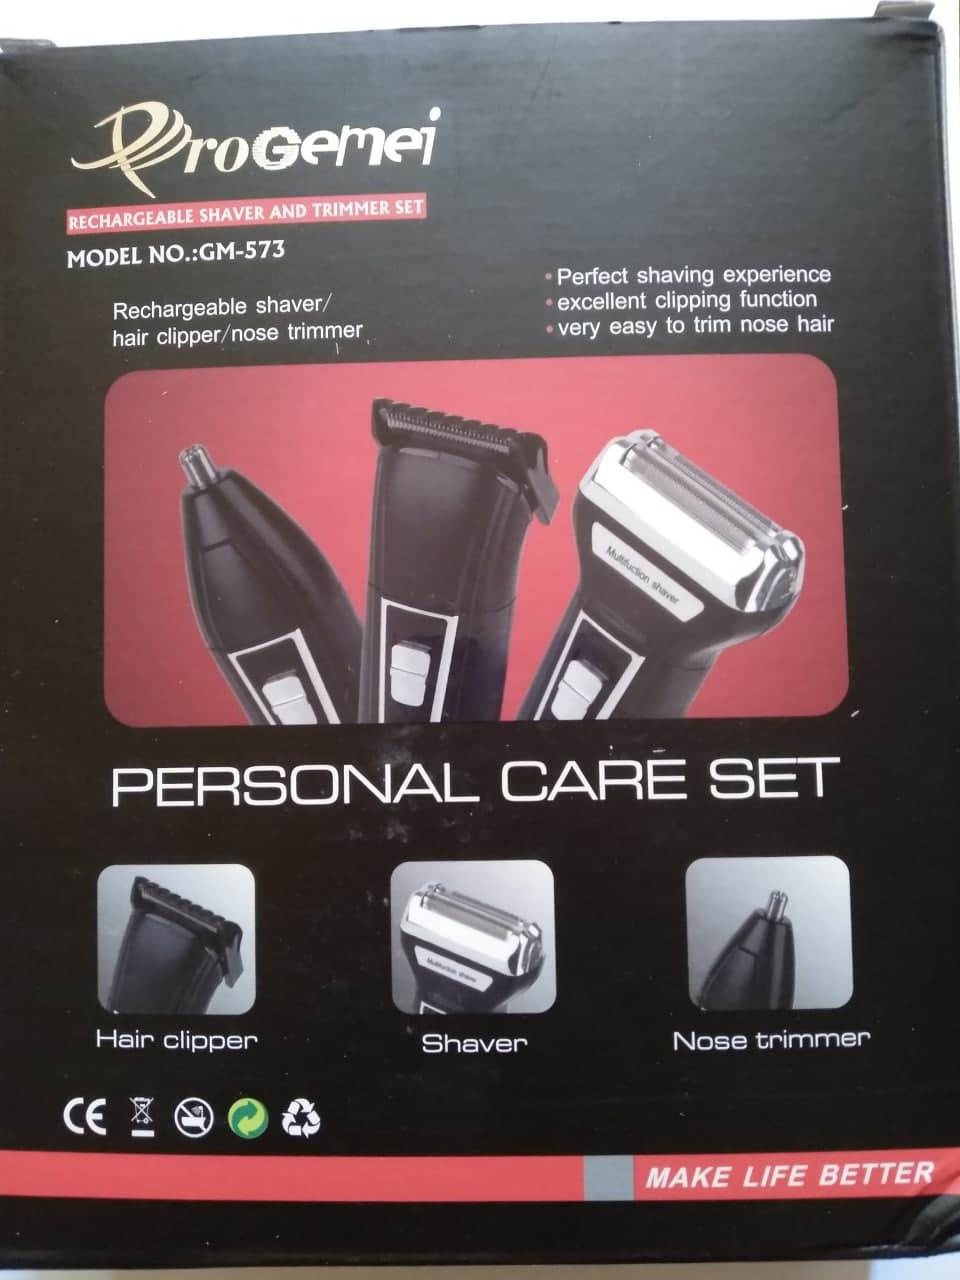 ProGemei
RECHARGEABLE SHAVER AND TRIMMER SET
MODEL NO.:GM-573
Rechargeable shaver/
hair clipper/nose trimmer
• Perfect shaving experience
• excellent clipping function
• very easy to trim nose hair
Multifuction shaver
PERSONAL CARE SET
Multifuction shaver
Hair clipper
Shaver
Nose trimmer
CE
MAKE LIFE BETTER